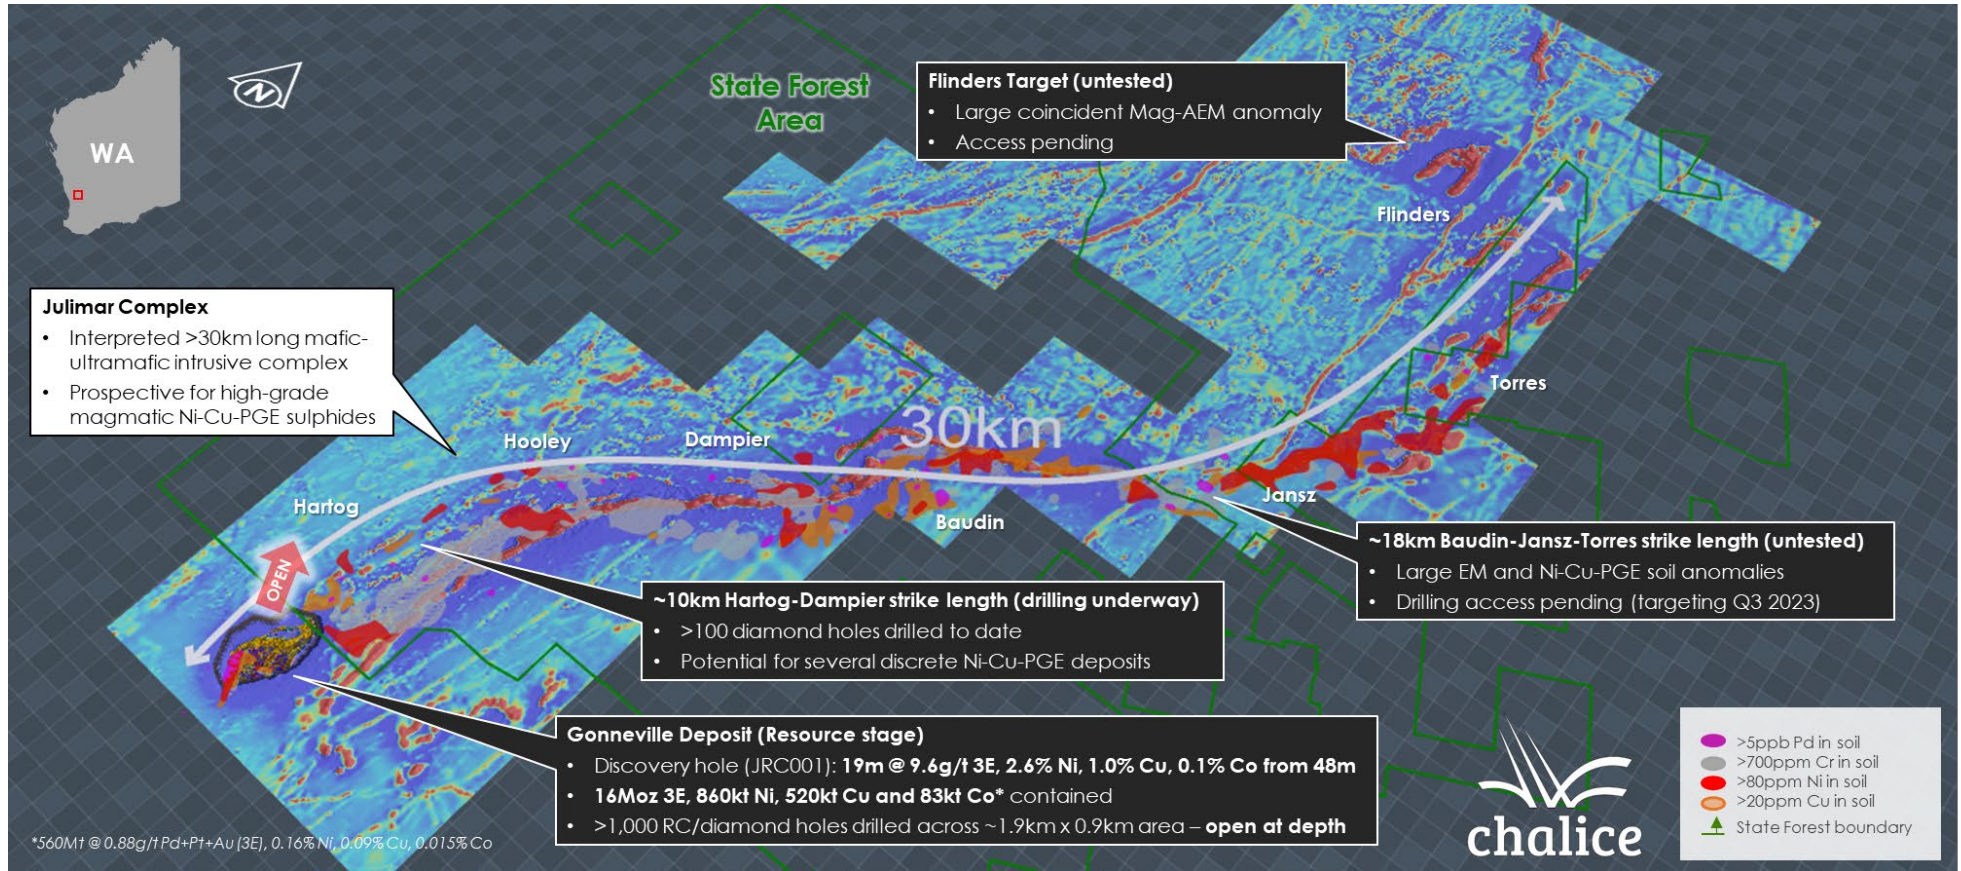 State Forest
Area
WA
N
Flinders Target (untested)
• Large coincident Mag-AEM anomaly
• Access pending
Flinders
Julimar Complex
• Interpreted >30km long mafic-
ultramafic intrusive complex
• Prospective for high-grade
magmatic Ni-Cu-PGE sulphides
Torres
30km
Hooley
Dampier
Hartog
Jansz
Baudin
OPEN
~18km Baudin-Jansz-Torres strike length (untested)
• Large EM and Ni-Cu-PGE soil anomalies
• Drilling access pending (targeting Q3 2023)
~10km Hartog-Dampier strike length (drilling underway)
• >100 diamond holes drilled to date
• Potential for several discrete Ni-Cu-PGE deposits
Gonneville Deposit (Resource stage)
• Discovery hole (JRC001): 19m @ 9.6g/t 3E, 2.6% Ni, 1.0% Cu, 0.1% Co from 48m
• 16Moz 3E, 860kt Ni, 520kt Cu and 83kt Co* contained
• >1,000 RC/diamond holes drilled across ~1.9km x 0.9km area – open at depth
*560Mt @ 0.88g/t Pd+Pt+Au (3E), 0.16% Ni, 0.09% Cu, 0.015% Co
chalice
>5ppb Pd in soil
>700ppm Cr in soil
>80ppm Ni in soil
>20ppm Cu in soil
State Forest boundary